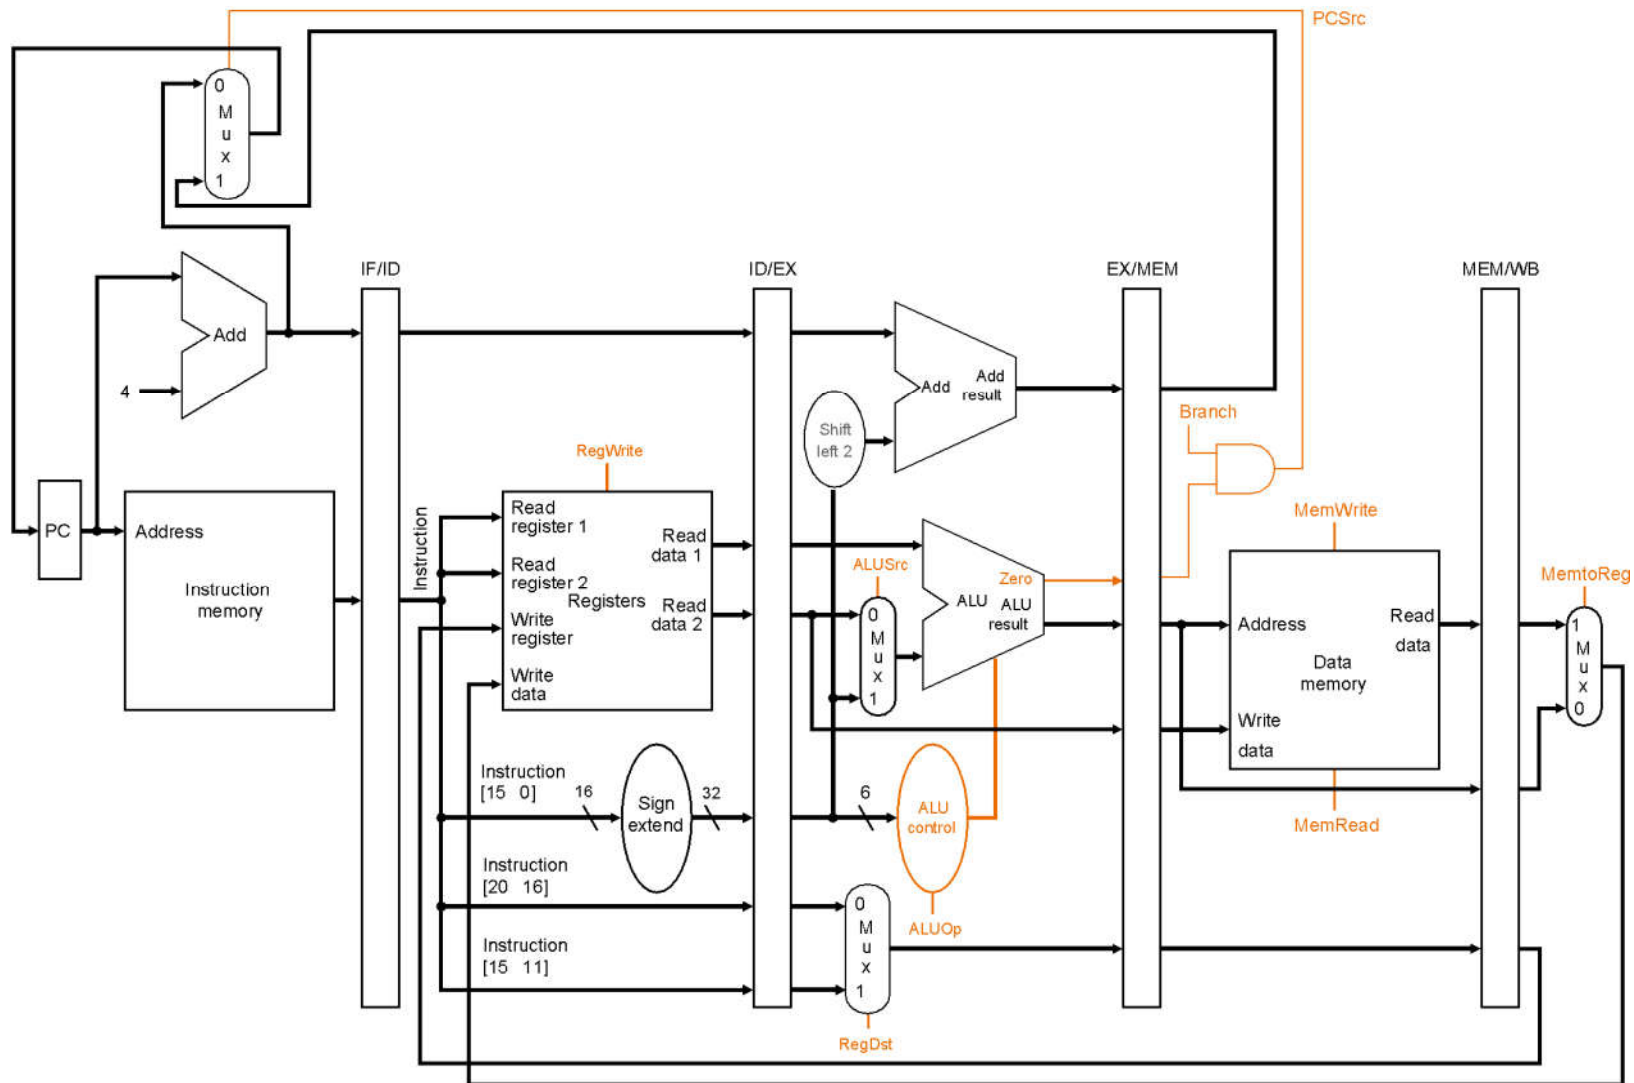 PCSrc
0
M
u
x
1
IF/ID
ID/EX
EX/MEM
MEM/WB
Add
4
Add
Add
result
Shift
left 2
Branch
RegWrite
PC
Address
Instruction
memory
Instruction
Read
register 1
Read
register 2
Write
register
Write
data
Registers
Read
data 1
Read
data 2
ALUSrc
0
M
u
x
1
Zero
ALU
ALU
result
MemWrite
Address
Read
data
Data
memory
Write
data
MemRead
MemtoReg
1
M
u
x
0
Instruction
[15 0]
16
Sign
extend
32
6
ALU
control
ALUOp
Instruction
[20 16]
Instruction
[15 11]
0
M
u
x
1
RegDst